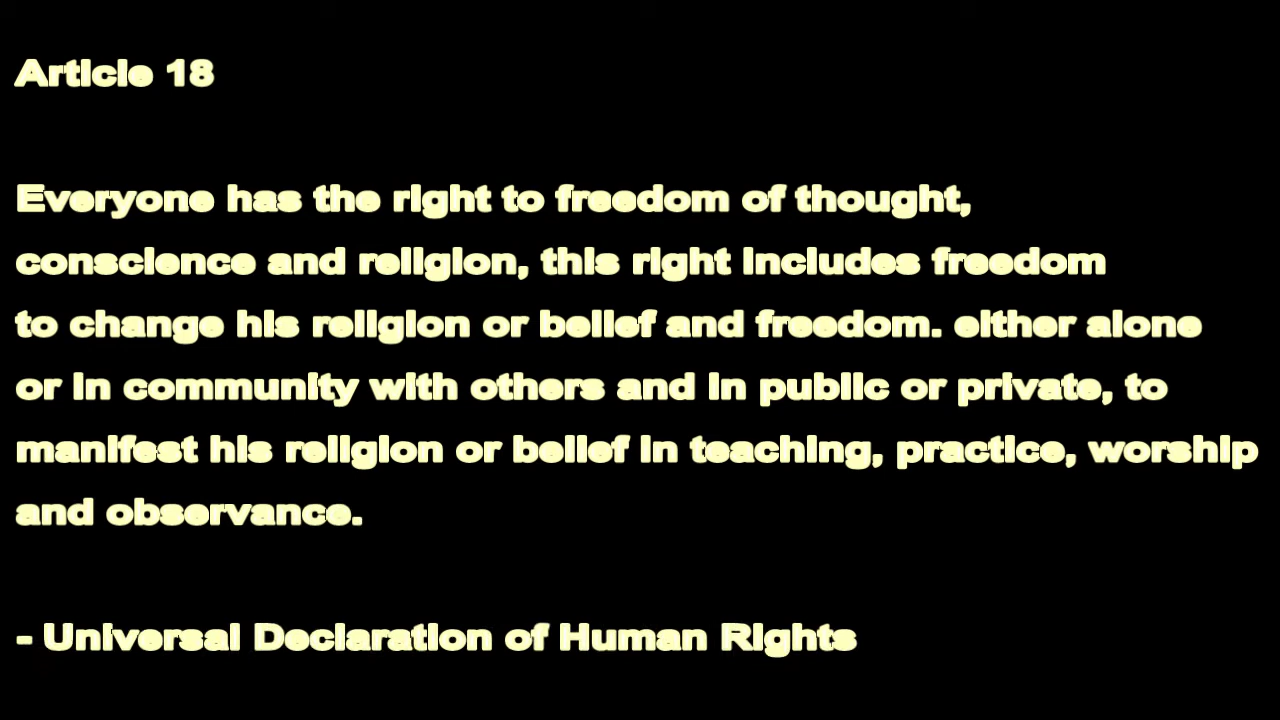 Article 18
Everyone has the right to freedom of thought,
conscience and religion, this right includes freedom
to change his religion or belief and freedom. either alone
or in community with others and in public or private, to
manifest his religion or belief in teaching, practice, worship
and observance.
- Universal Declaration of Human Rights